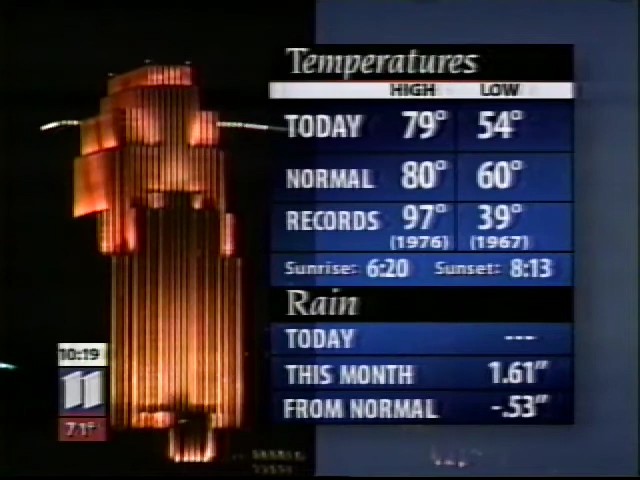 Temperatures
HIGH LOW
TODAY 79° 54°
NORMAL 80° 60°
RECORDS 97° 39°
(1976) (1967)
Sunrise: 6:20 Sunset: 8:13
Rain
TODAY ---
THIS MONTH 1.61"
FROM NORMAL -.53"
10:19
11
71°